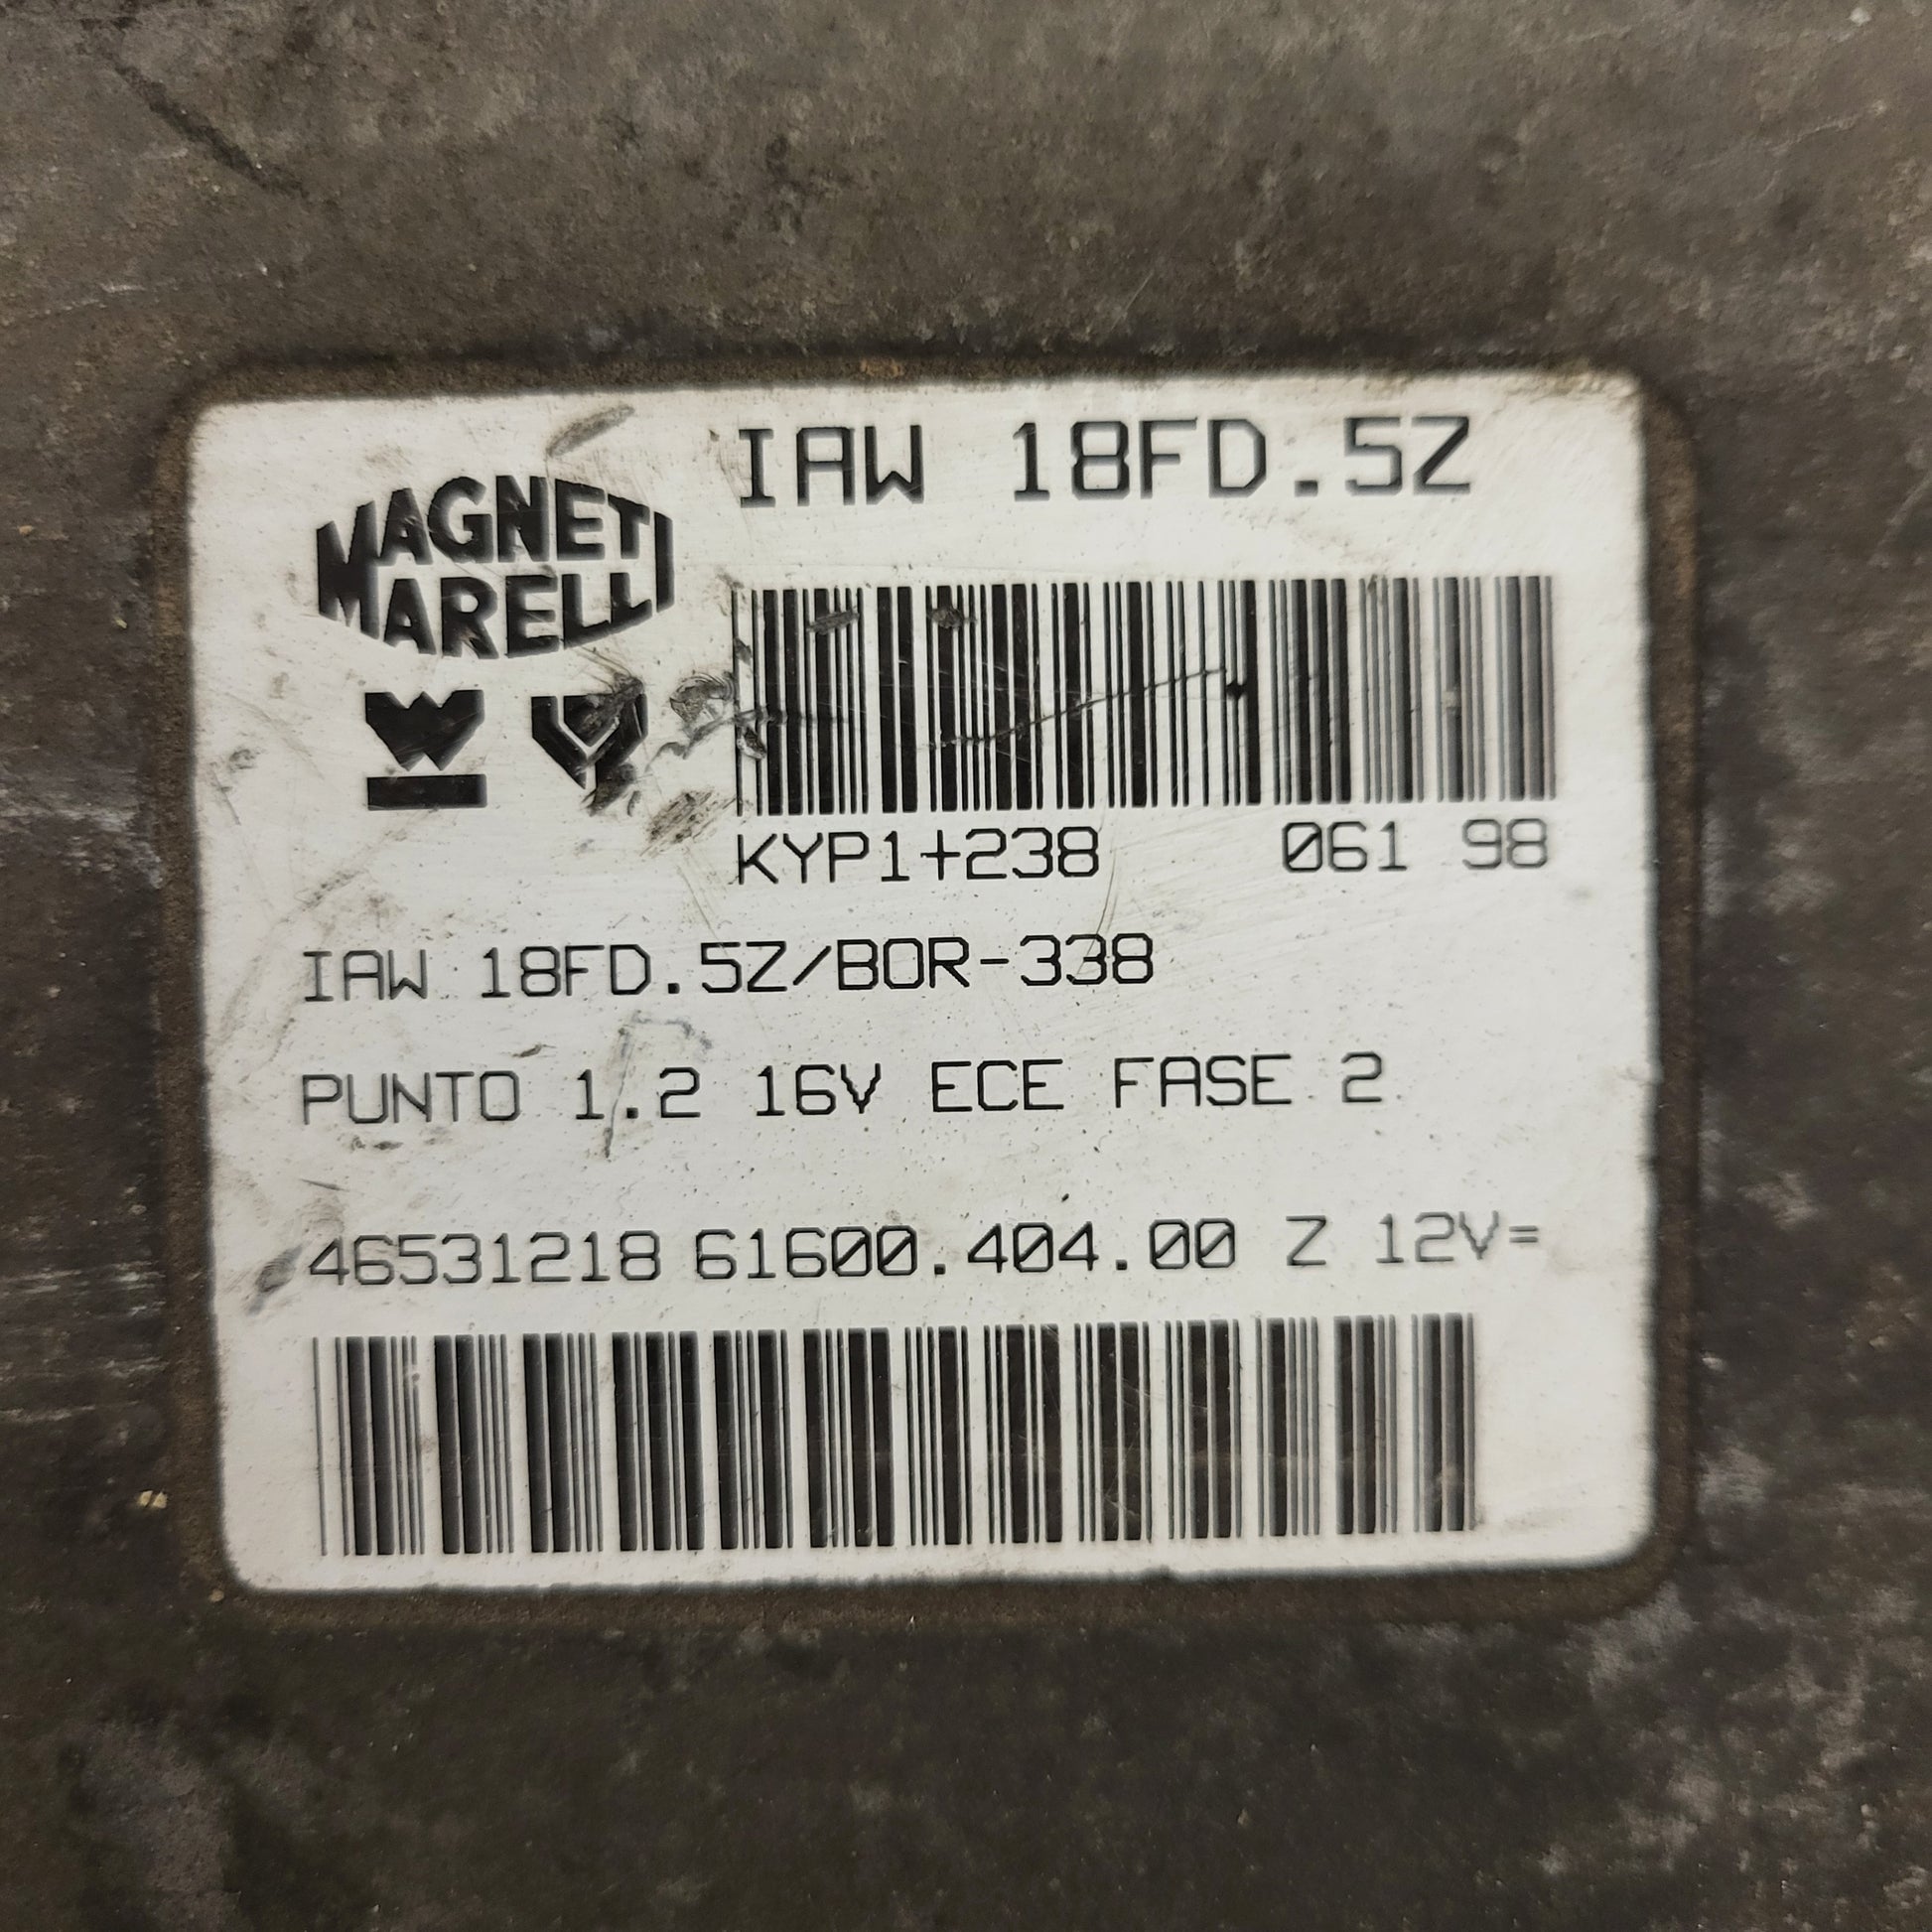 IAW 18FD.5Z
MAGNETI
MARELLI
KYP1+238 061 98
IAW 18FD.5Z/BOR-338
PUNTO 1.2 16V ECE FASE 2
46531218 61600.404.00 Z 12V=